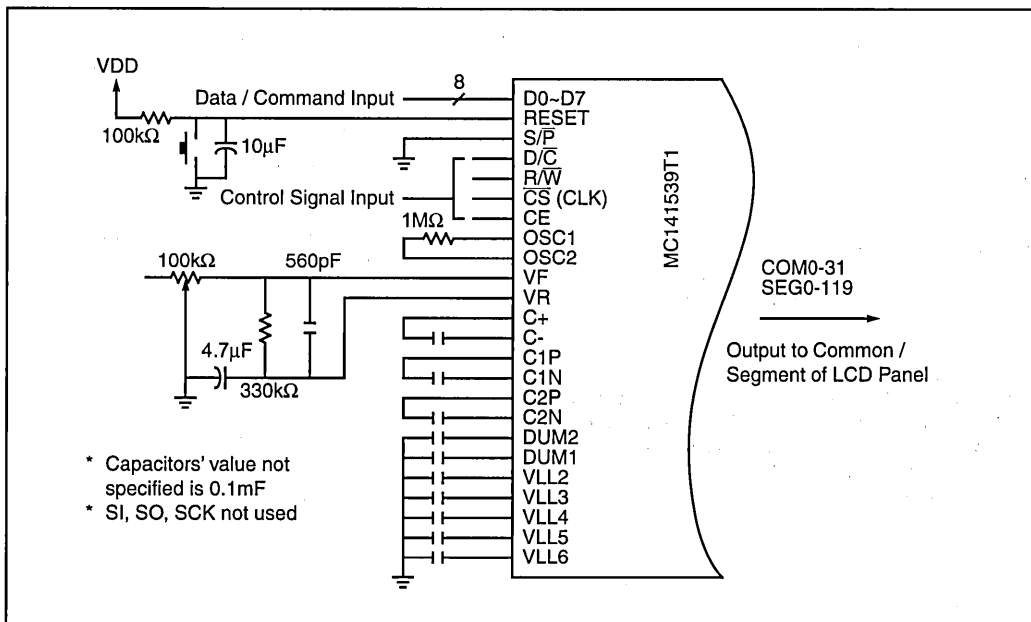 VDD
8
Data / Command Input
100kΩ
10µF
Control Signal Input
1MΩ
100kΩ
560pF
4.7µF
330kΩ
* Capacitors' value not
specified is 0.1mF
* SI, SO, SCK not used
D0~D7
RESET
S/P̅
D/C̅
R/W̅
C̅S̅ (CLK)
CE
OSC1
OSC2
VF
VR
C+
C-
C1P
C1N
C2P
C2N
DUM2
DUM1
VLL2
VLL3
VLL4
VLL5
VLL6
MC141539T1
COM0-31
SEG0-119
Output to Common /
Segment of LCD Panel